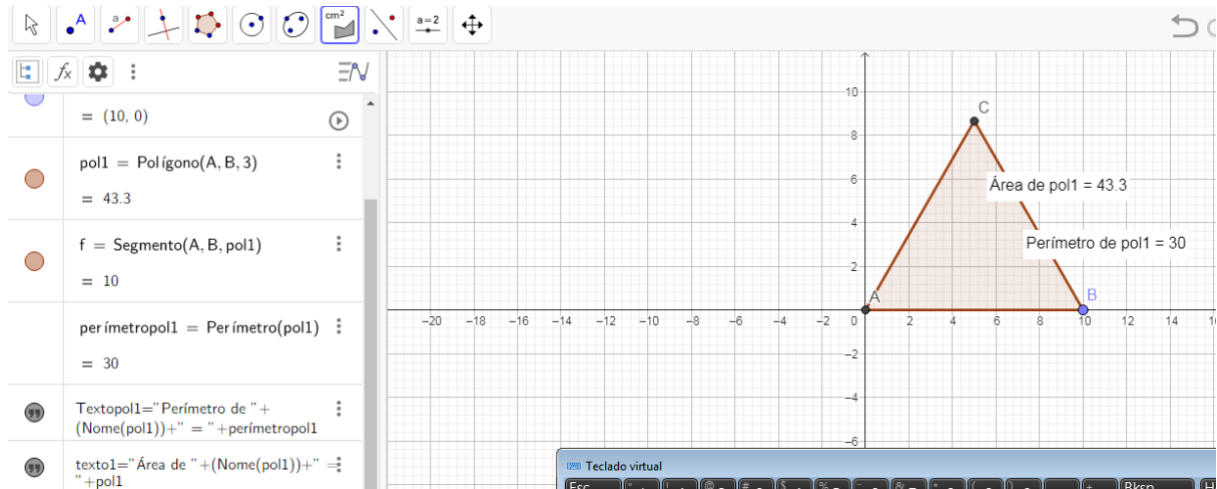 A
a
cm²
a=2
fx
= (10, 0)
pol1 = Polígono(A, B, 3)
= 43.3
f = Segmento(A, B, pol1)
= 10
perímetropol1 = Perímetro(pol1)
= 30
Textopol1="Perímetro de "+
(Nome(pol1))+" = "+perímetropol1
texto1="Área de "+(Nome(pol1))+" =
"+pol1
10
8
6
4
2
−2
−4
−6
−20 −18 −16 −14 −12 −10 −8 −6 −4 −2 0 2 4 6 8 10 12 14
C
Área de pol1 = 43.3
Perímetro de pol1 = 30
A
B
Teclado virtual
Esc
Bksp